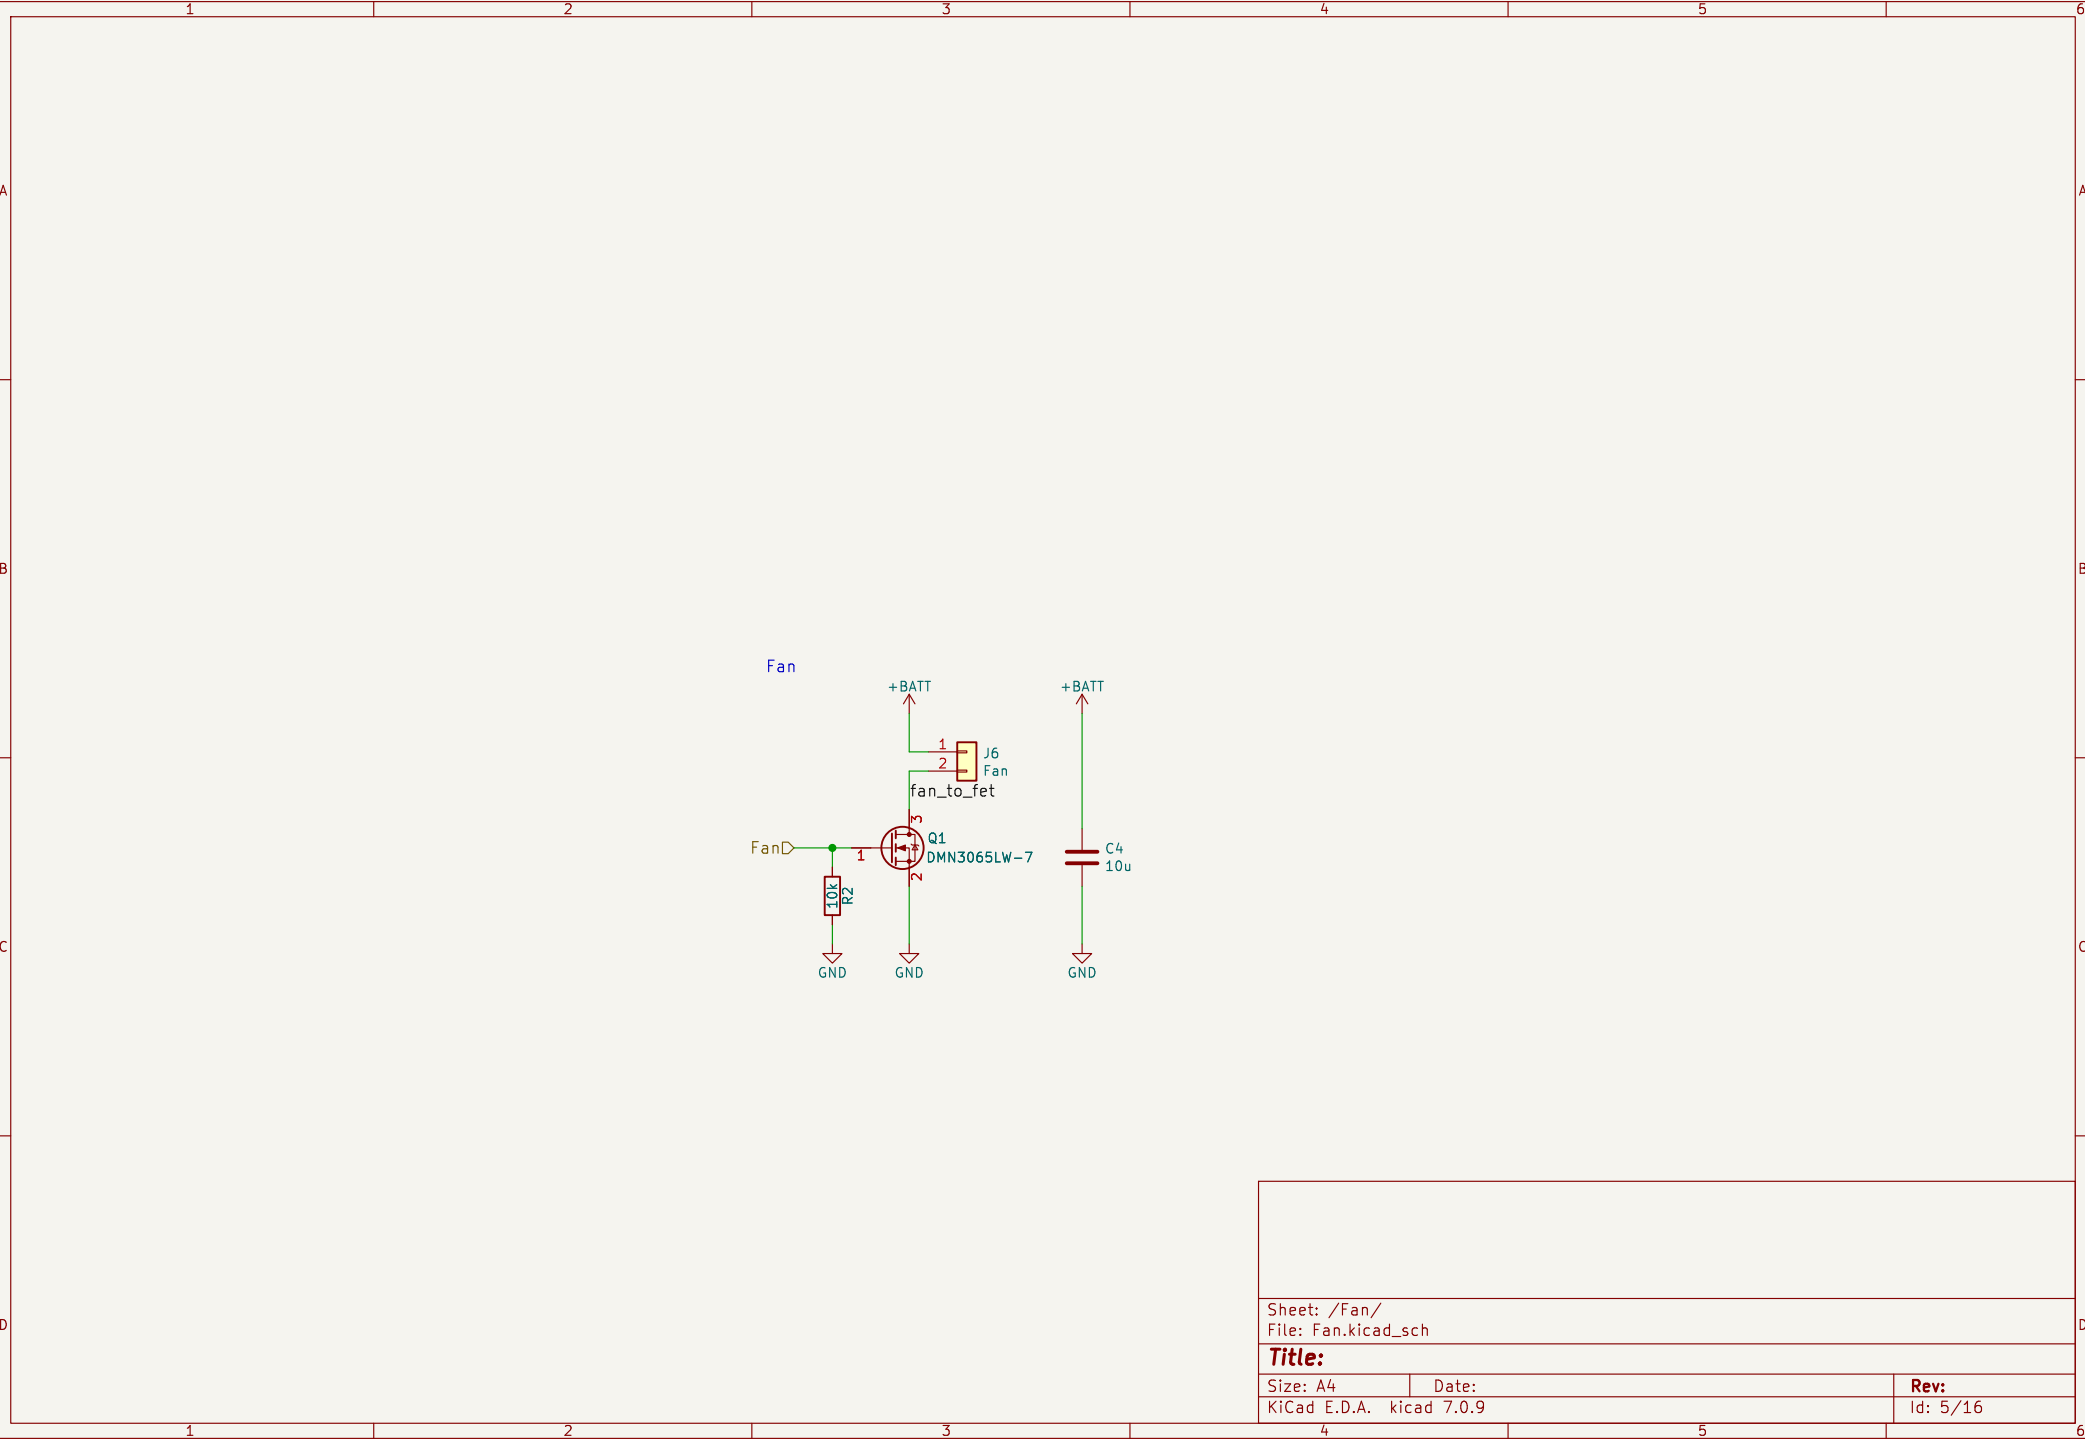 1 2 3 4 5 6
A A
B B
C C
D D
Fan
+BATT +BATT
1
2
J6
Fan
fan_to_fet
3
Fan
1
Q1
DMN3065LW-7
2
10k
R2
C4
10u
GND GND GND
Sheet: /Fan/
File: Fan.kicad_sch
Title:
Size: A4 Date: Rev:
KiCad E.D.A. kicad 7.0.9 Id: 5/16
1 2 3 4 5 6